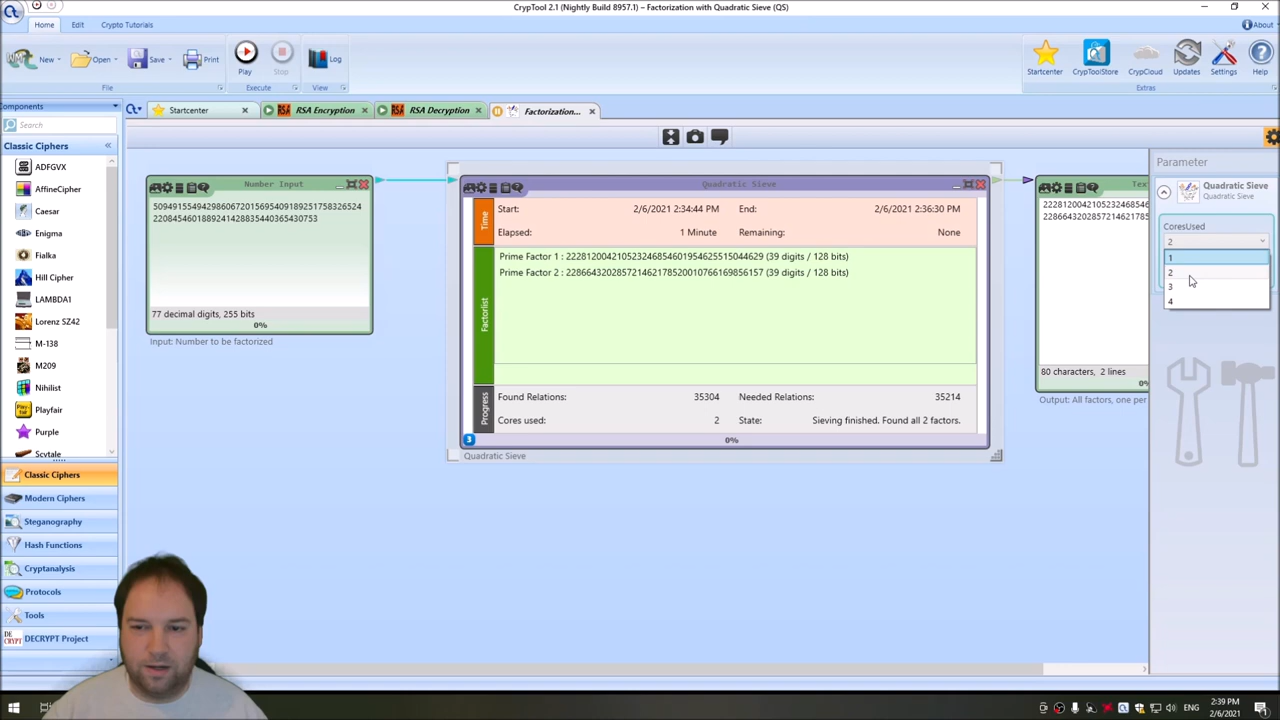 CrypTool 2.1 (Nightly Build 8957.1) – Factorization with Quadratic Sieve (QS)
Home
Edit
Crypto Tutorials
About
New
Open
Save
Print
Play
Stop
Log
Startcenter
CrypToolStore
CrypCloud
Updates
Settings
Help
File
Execute
View
Extras
Components
Startcenter
RSA Encryption
RSA Decryption
Factorization...
Search
Classic Ciphers
ADFGVX
AffineCipher
Caesar
Enigma
Fialka
Hill Cipher
LAMBDA1
Lorenz SZ42
M-138
M209
Nihilist
Playfair
Purple
Scytale
Classic Ciphers
Modern Ciphers
Steganography
Hash Functions
Cryptanalysis
Protocols
Tools
DECRYPT Project
Number Input
5094915549429860672015695409189251758326524
2208454601889241428835440365430753
77 decimal digits, 255 bits
0%
Input: Number to be factorized
Quadratic Sieve
Time
Start: 2/6/2021 2:34:44 PM End: 2/6/2021 2:36:30 PM
Elapsed: 1 Minute Remaining: None
Factorlist
Prime Factor 1 : 222812004210523246854601954625515044629 (39 digits / 128 bits)
Prime Factor 2 : 228664320285721462178520010766169856157 (39 digits / 128 bits)
Progress
Found Relations: 35304 Needed Relations: 35214
Cores used: 2 State: Sieving finished. Found all 2 factors.
3
0%
Quadratic Sieve
2228120042105232468546
2286643202857214621785
80 characters, 2 lines
Output: All factors, one per
Parameter
Quadratic Sieve
Quadratic Sieve
CoresUsed
2
1
2
3
4
ENG
2:39 PM
2/6/2021